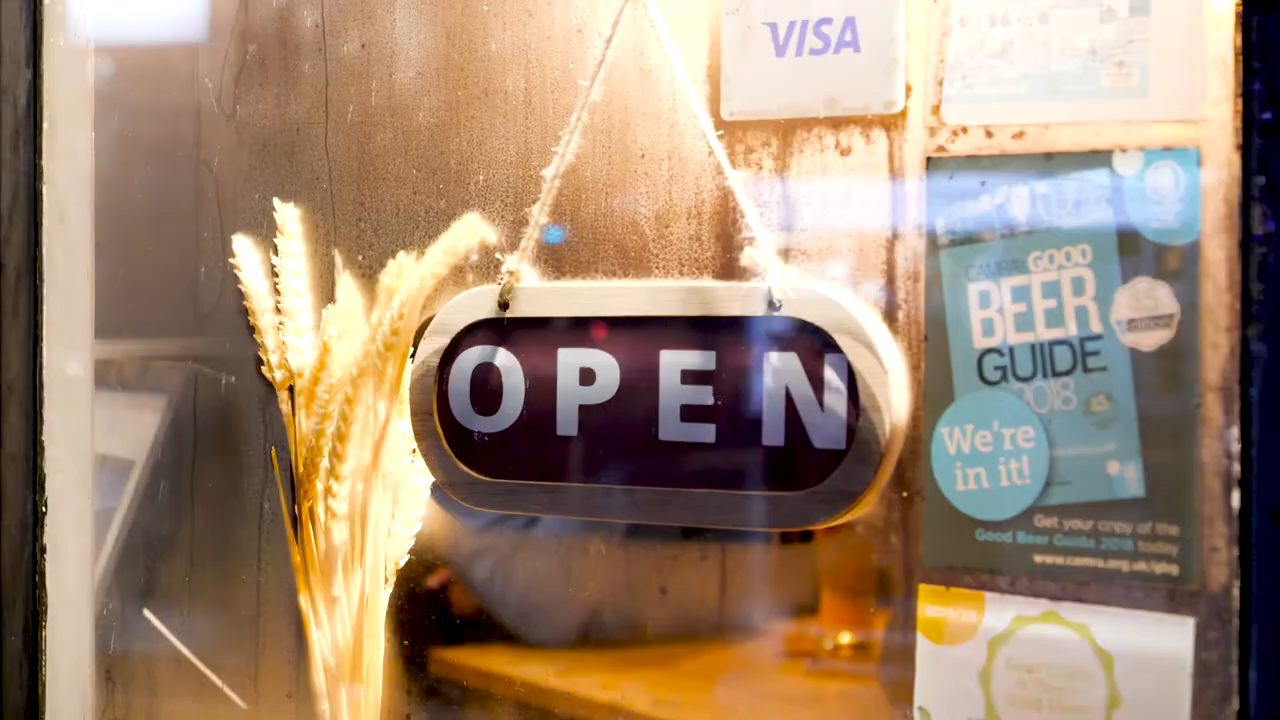 VISA
OPEN
CAMRA'S GOOD
BEER
GUIDE
2018
We're
in it!
Get your copy of the
Good Beer Guide 2018 today
www.camra.org.uk/gbg